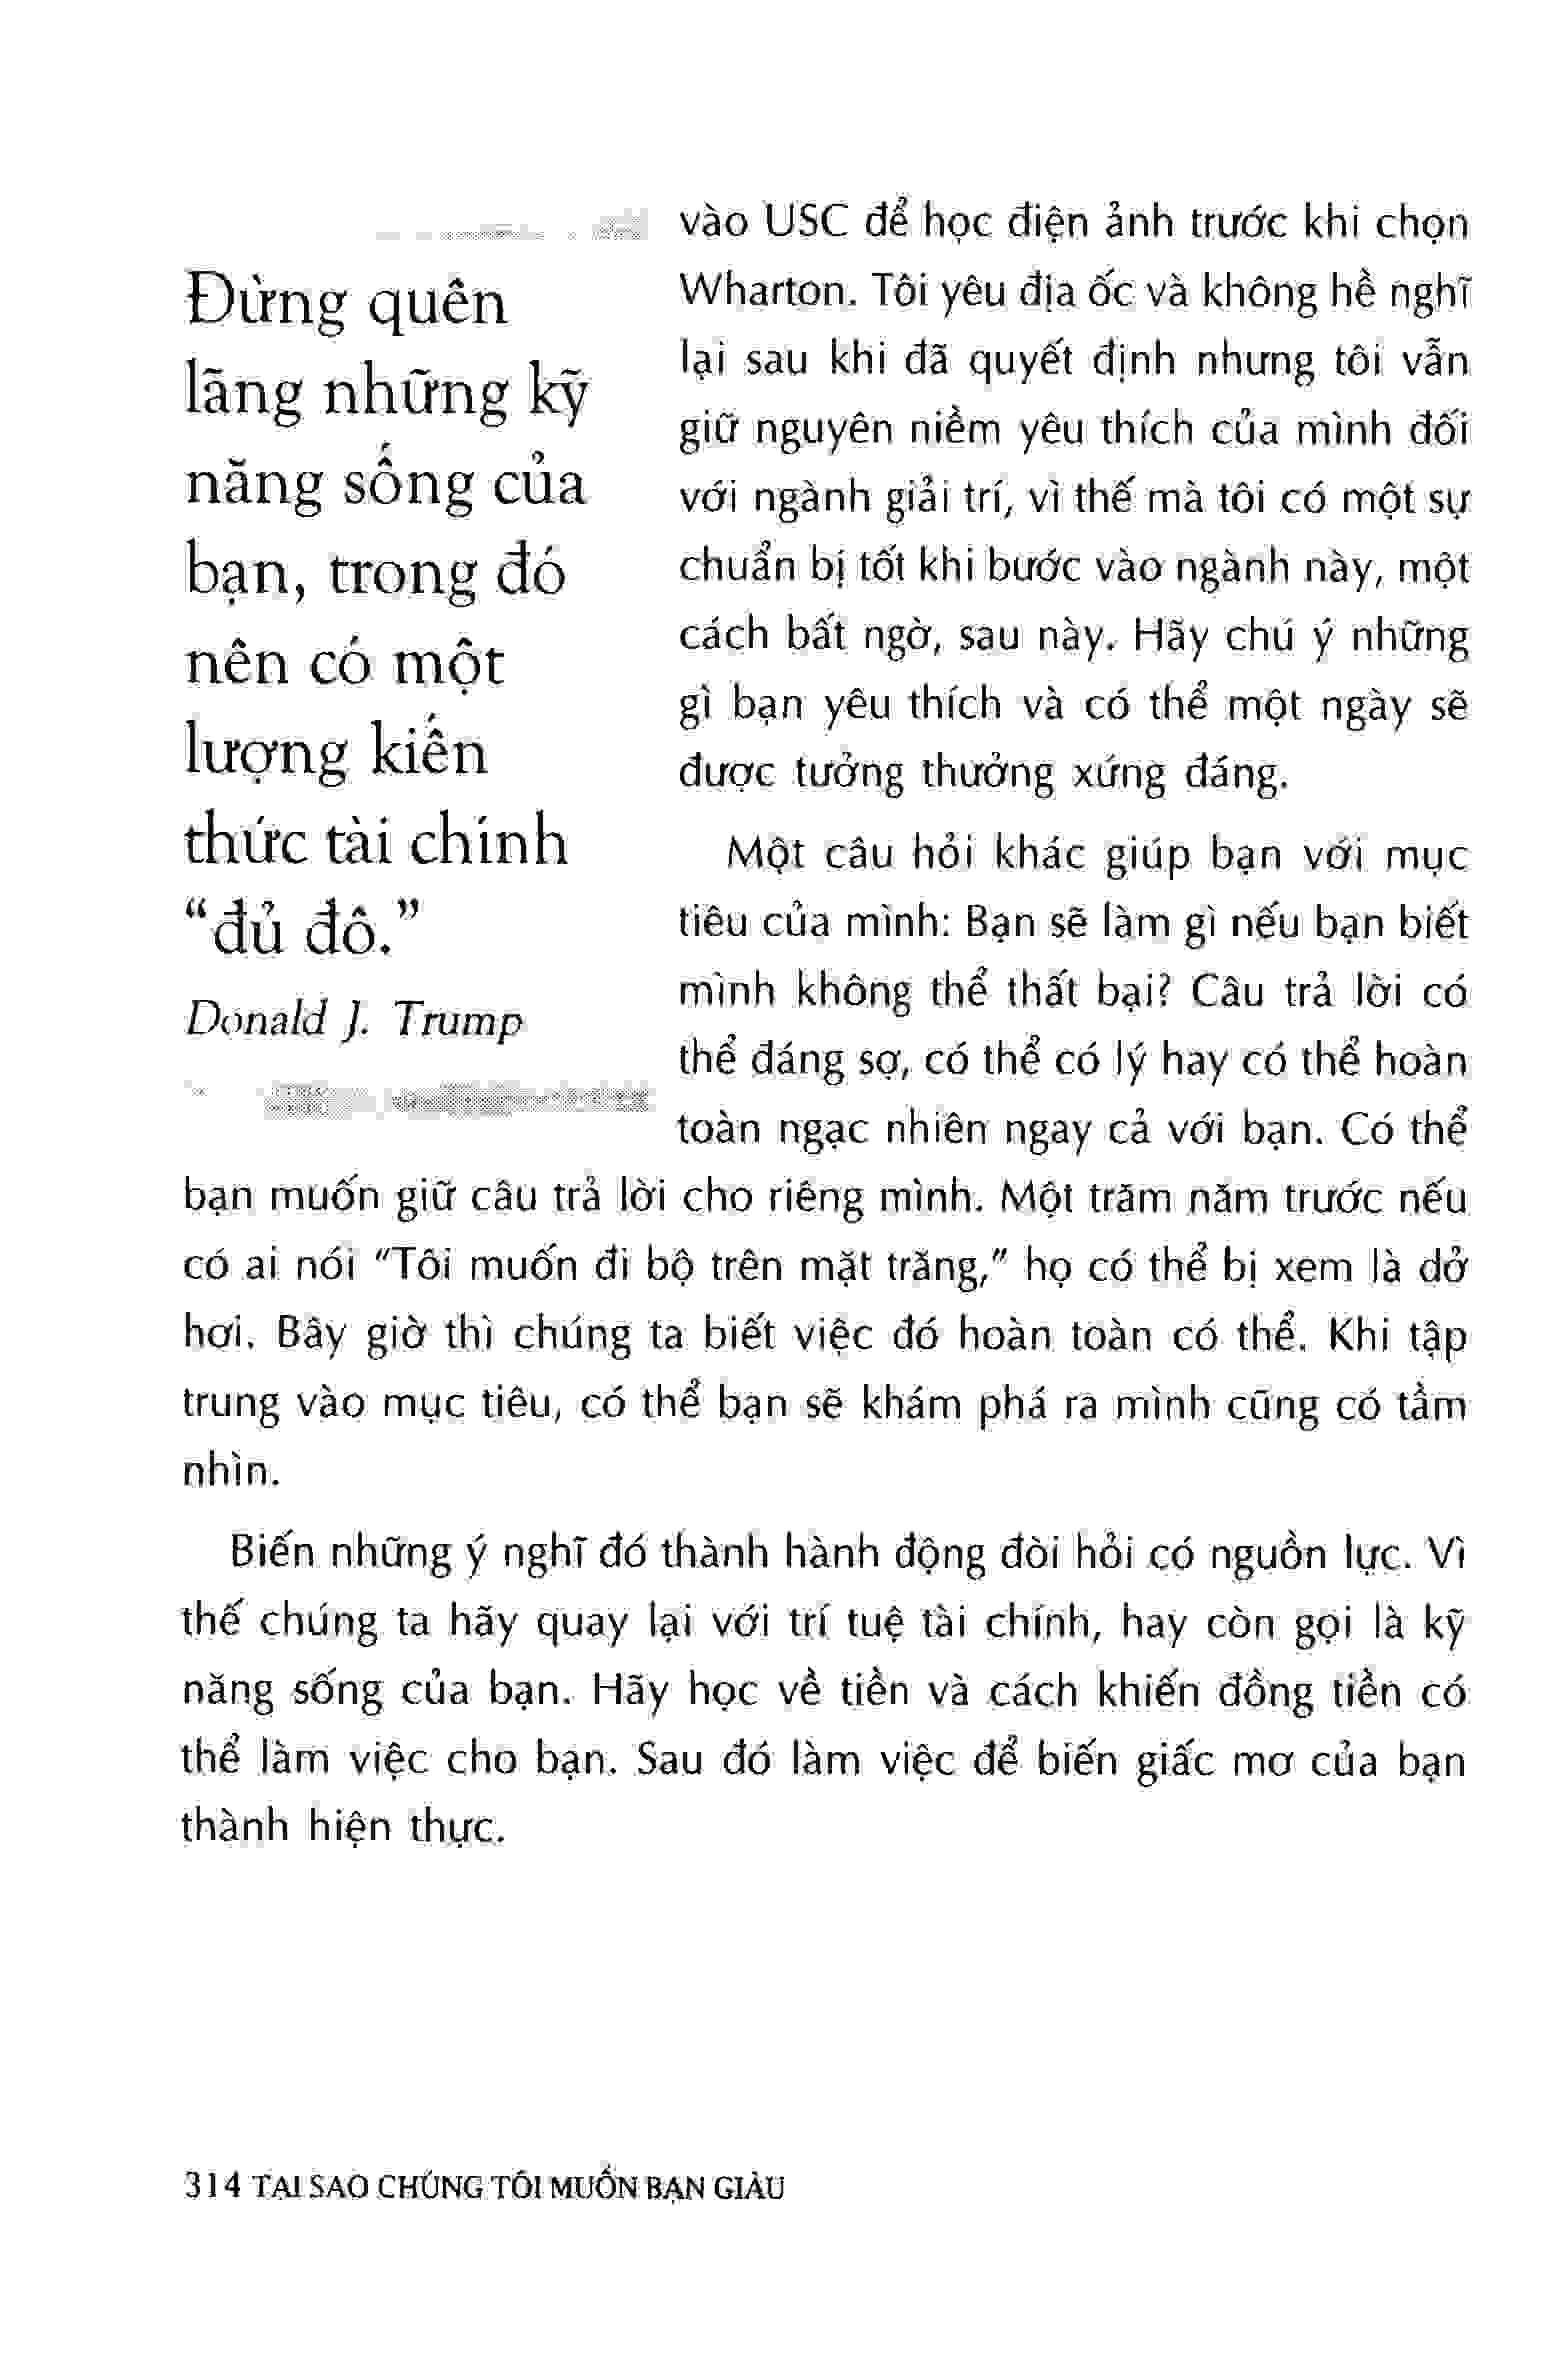 Đừng quên
lãng những kỹ
năng sống của
bạn, trong đó
nên có một
lượng kiến
thức tài chính
“đủ đô.”
Donald J. Trump
vào USC để học điện ảnh trước khi chọn
Wharton. Tôi yêu địa ốc và không hề nghĩ
lại sau khi đã quyết định nhưng tôi vẫn
giữ nguyên niềm yêu thích của mình đối
với ngành giải trí, vì thế mà tôi có một sự
chuẩn bị tốt khi bước vào ngành này, một
cách bất ngờ, sau này. Hãy chú ý những
gì bạn yêu thích và có thể một ngày sẽ
được tưởng thưởng xứng đáng.
Một câu hỏi khác giúp bạn với mục
tiêu của mình: Bạn sẽ làm gì nếu bạn biết
mình không thể thất bại? Câu trả lời có
thể đáng sợ, có thể có lý hay có thể hoàn
toàn ngạc nhiên ngay cả với bạn. Có thể
bạn muốn giữ câu trả lời cho riêng mình. Một trăm năm trước nếu
có ai nói "Tôi muốn đi bộ trên mặt trăng," họ có thể bị xem là dở
hơi. Bây giờ thì chúng ta biết việc đó hoàn toàn có thể. Khi tập
trung vào mục tiêu, có thể bạn sẽ khám phá ra mình cũng có tầm
nhìn.
Biến những ý nghĩ đó thành hành động đòi hỏi có nguồn lực. Vì
thế chúng ta hãy quay lại với trí tuệ tài chính, hay còn gọi là kỹ
năng sống của bạn. Hãy học về tiền và cách khiến đồng tiền có
thể làm việc cho bạn. Sau đó làm việc để biến giấc mơ của bạn
thành hiện thực.
314 TẠI SAO CHÚNG TÔI MUỐN BẠN GIÀU